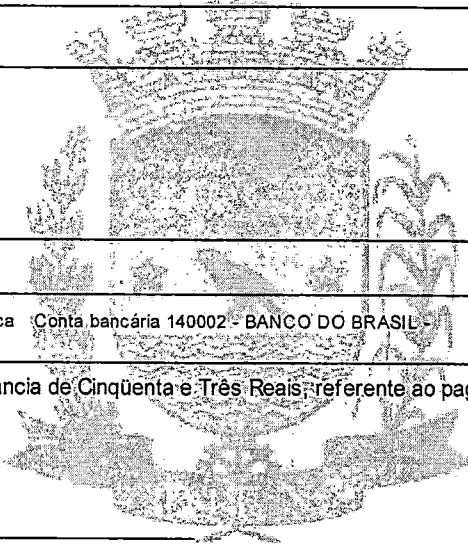 ca Conta bancária 140002 - BANCO DO BRASIL -
ância de Cinqüenta e Três Reais, referente ao pag